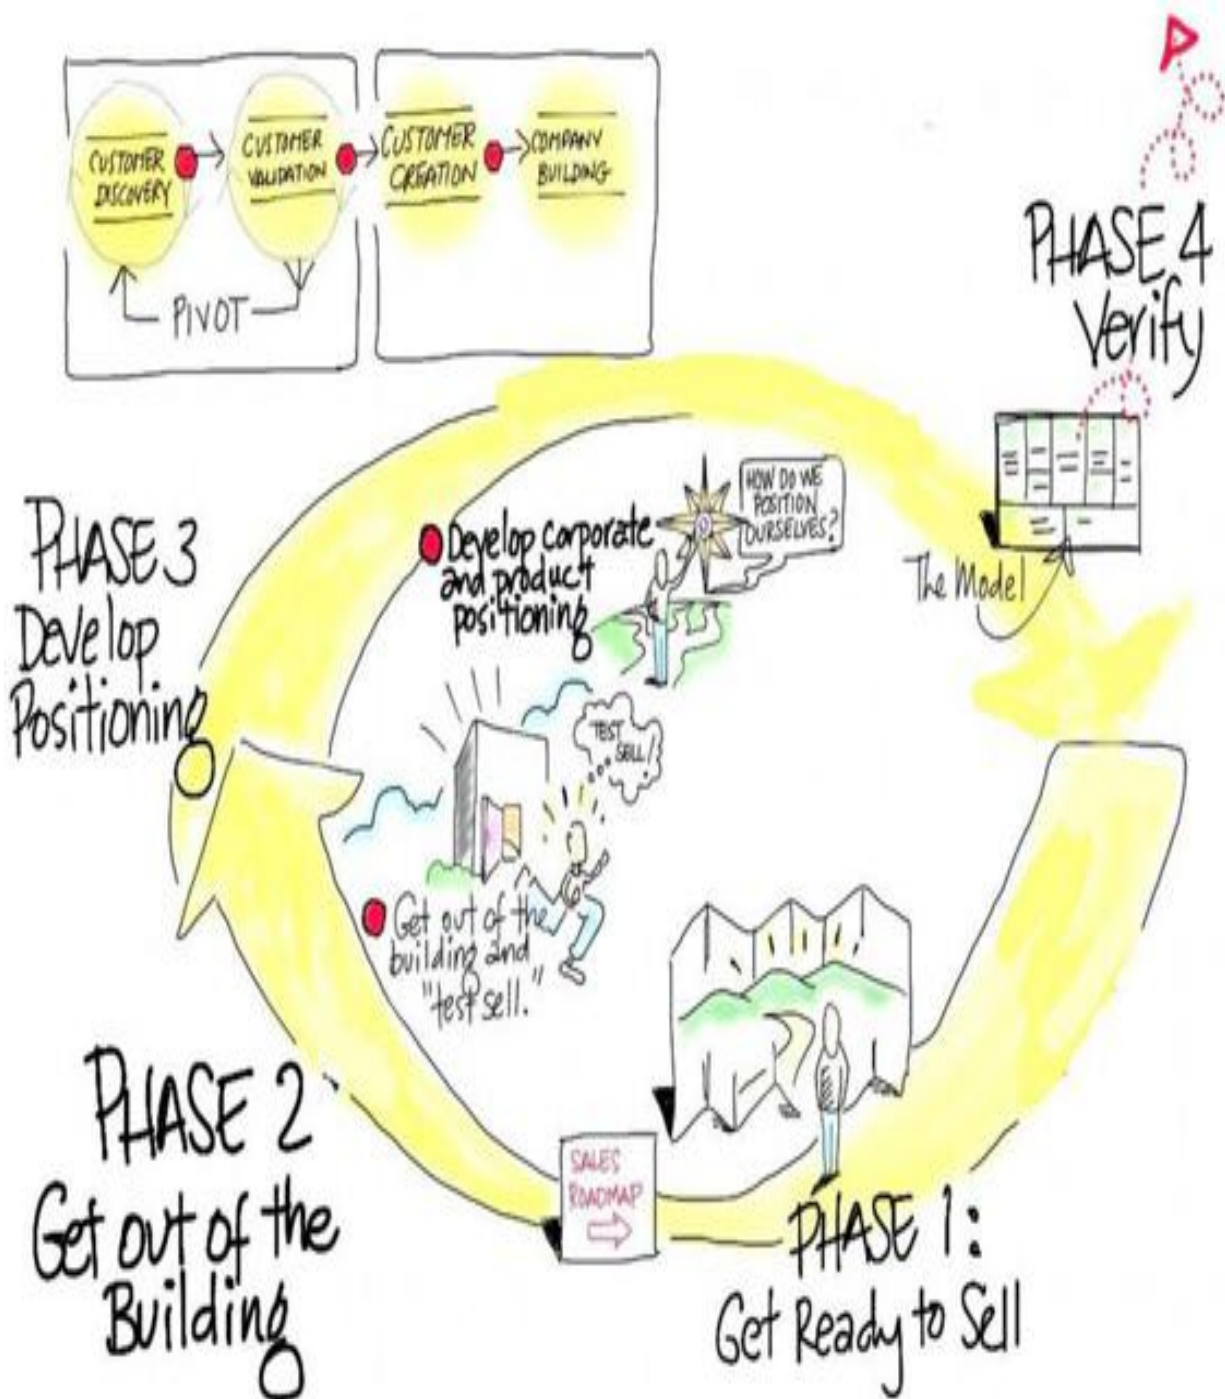 CUSTOMER
DISCOVERY
CUSTOMER
VALIDATION
CUSTOMER
CREATION
COMPANY
BUILDING
PIVOT
PHASE 4
Verify
The Model
HOW DO WE
POSITION
OURSELVES?
Develop corporate
and product
positioning
PHASE 3
Develop
Positioning
TEST
SELL!
Get out of the
building and
"test sell."
PHASE 2
Get out of the
Building
SALES
ROADMAP
PHASE 1:
Get Ready to Sell